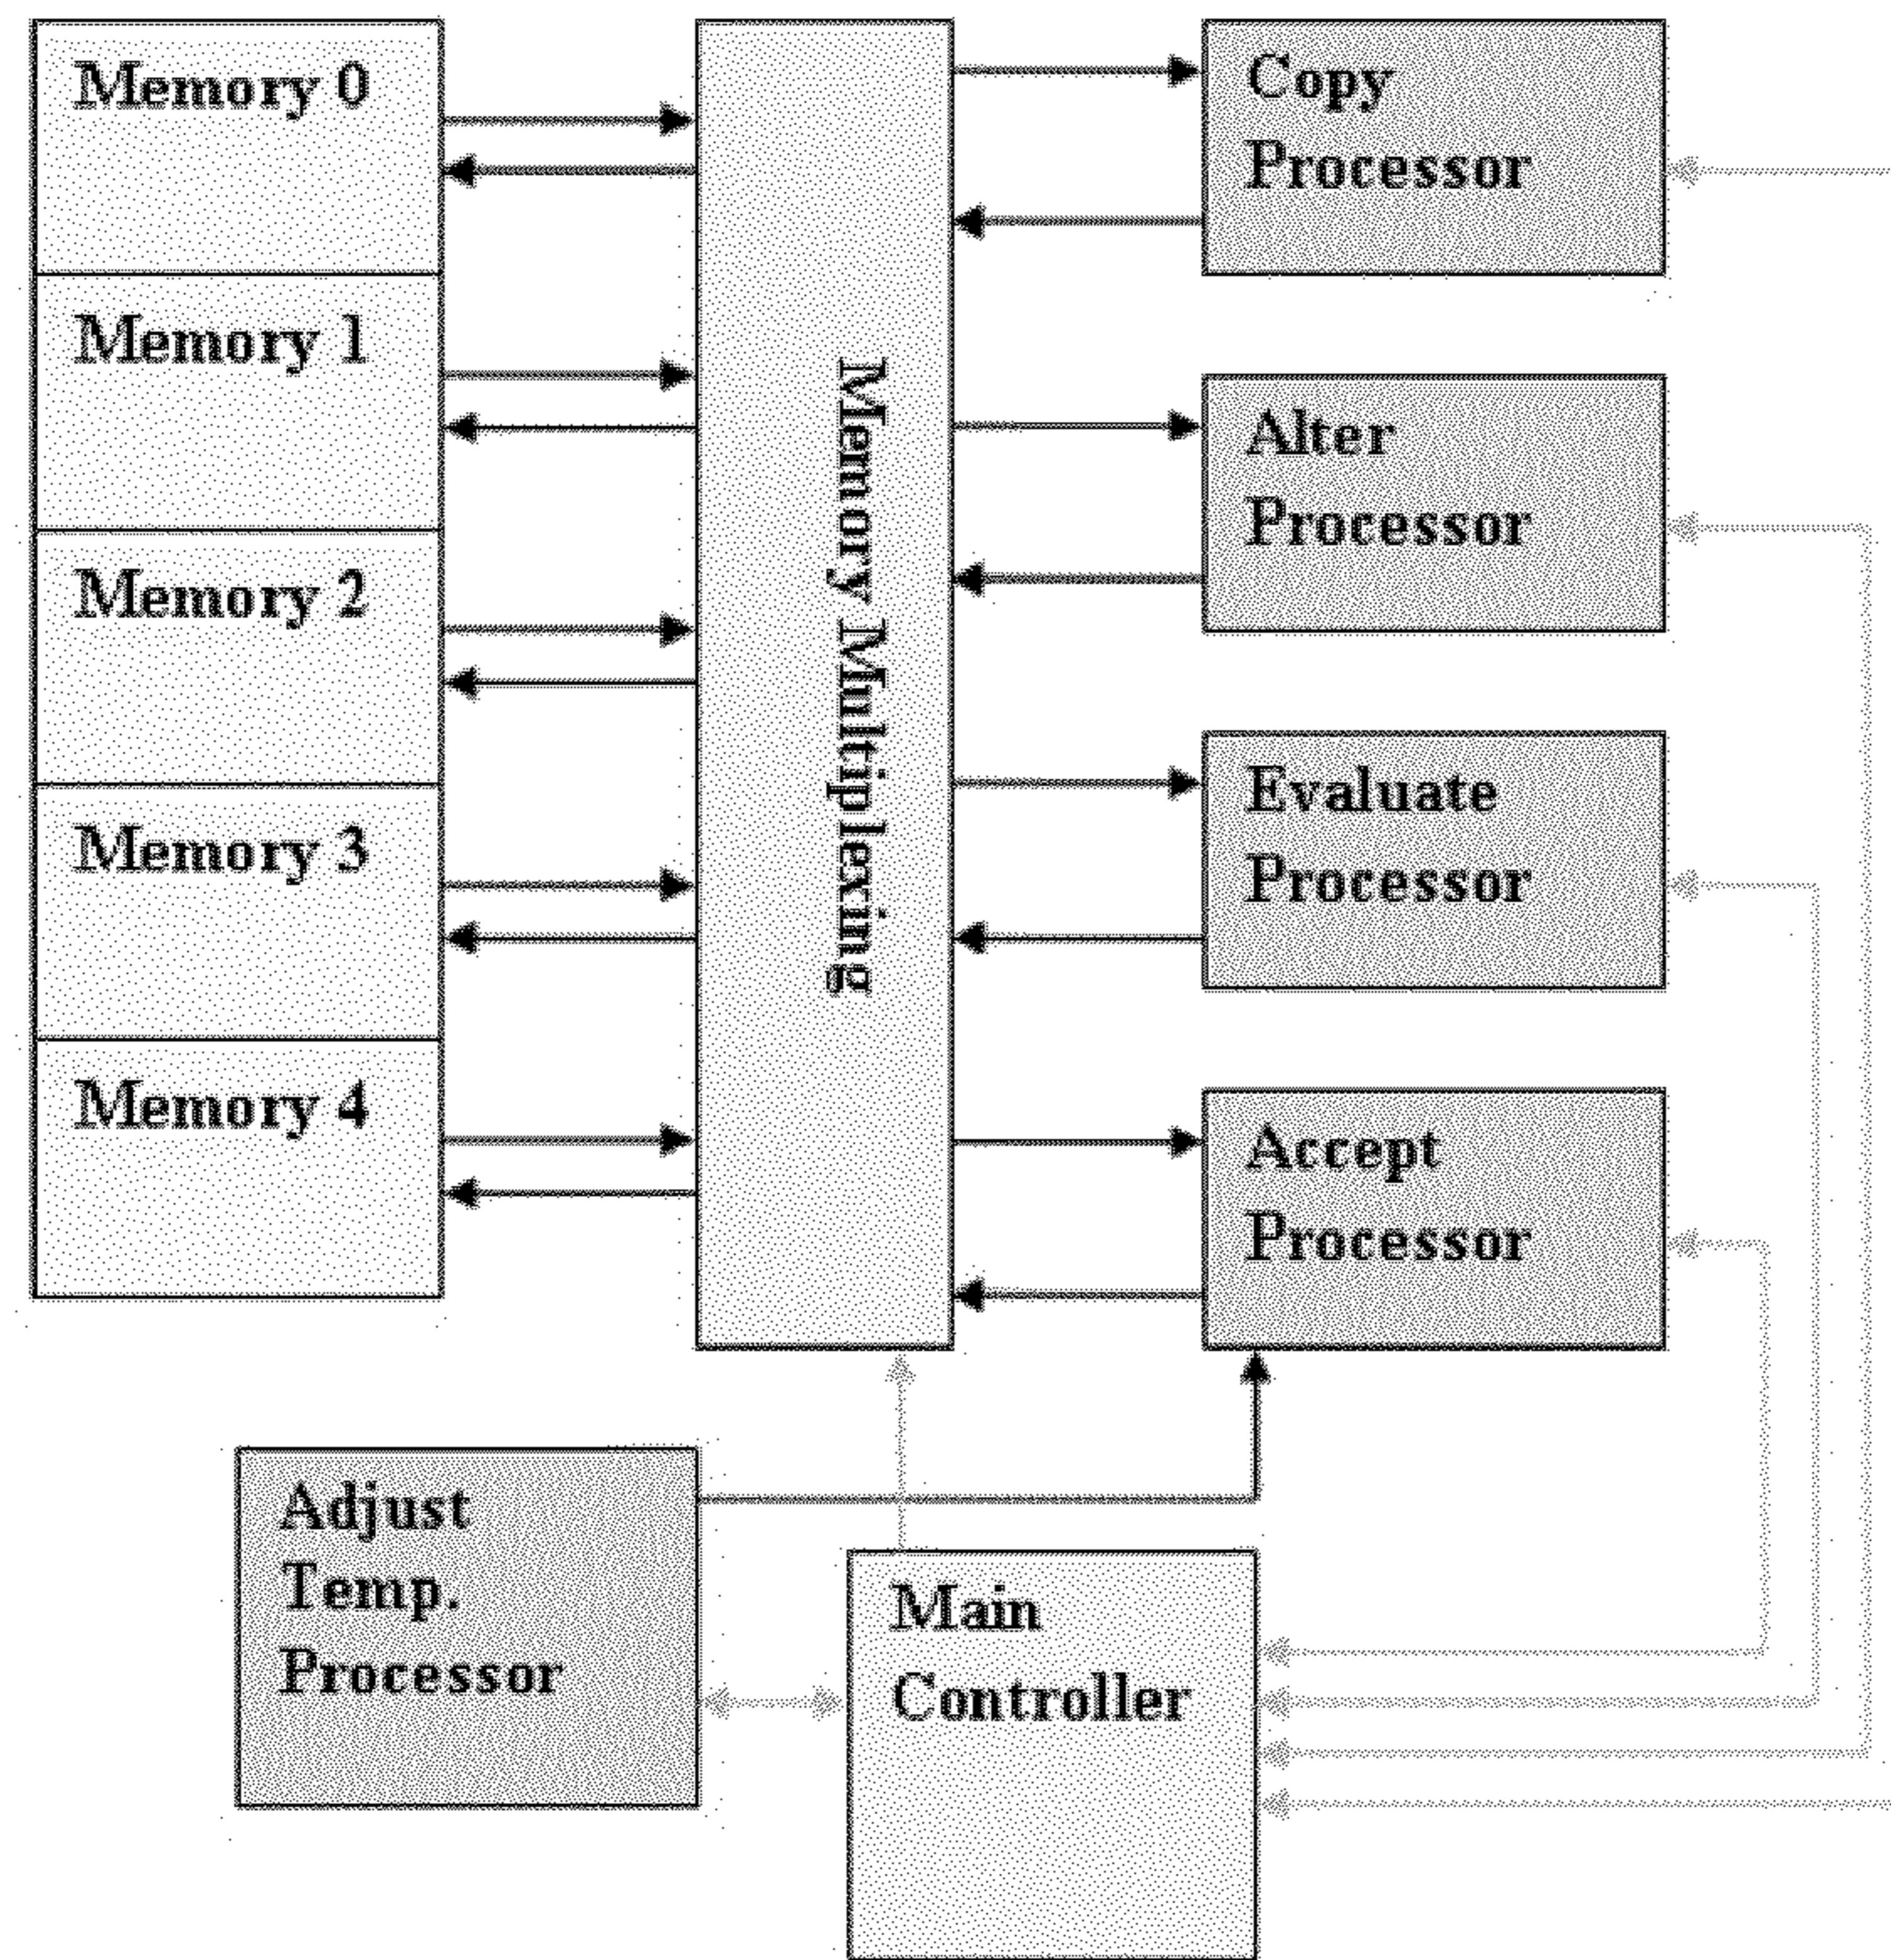 Memory 0
Memory 1
Memory 2
Memory 3
Memory 4
Memory Multiplexing
Copy
Processor
Alter
Processor
Evaluate
Processor
Accept
Processor
Adjust
Temp.
Processor
Main
Controller